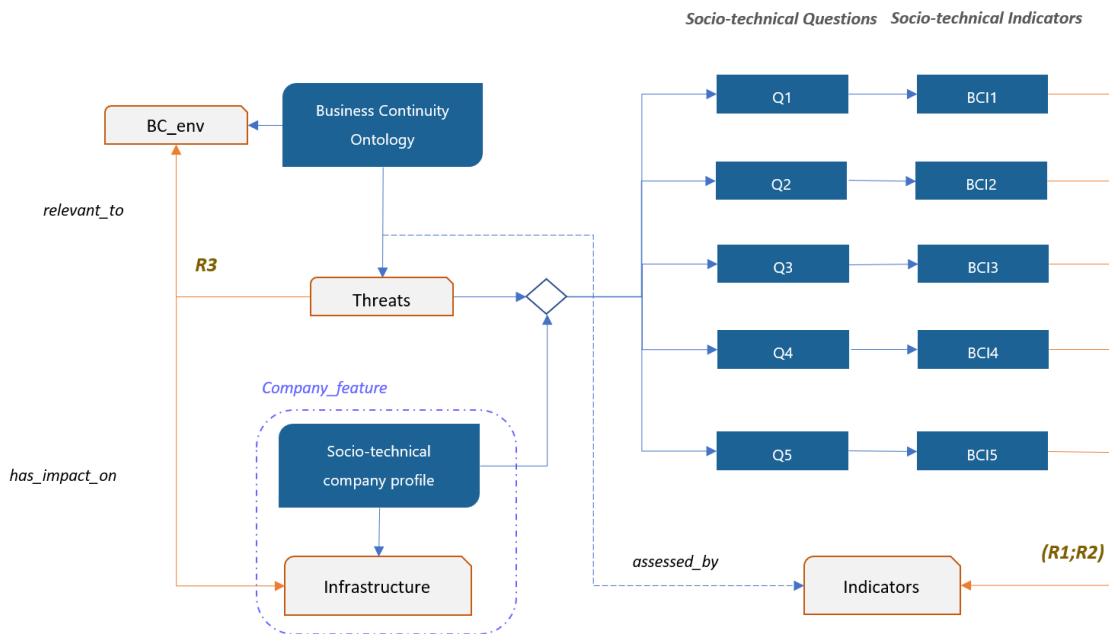 Socio-technical Questions
Socio-technical Indicators
Business Continuity
Ontology
BC_env
Q1
BCI1
Q2
BCI2
relevant_to
R3
Q3
BCI3
Threats
Q4
BCI4
Company_feature
Socio-technical
company profile
Q5
BCI5
has_impact_on
(R1;R2)
assessed_by
Infrastructure
Indicators